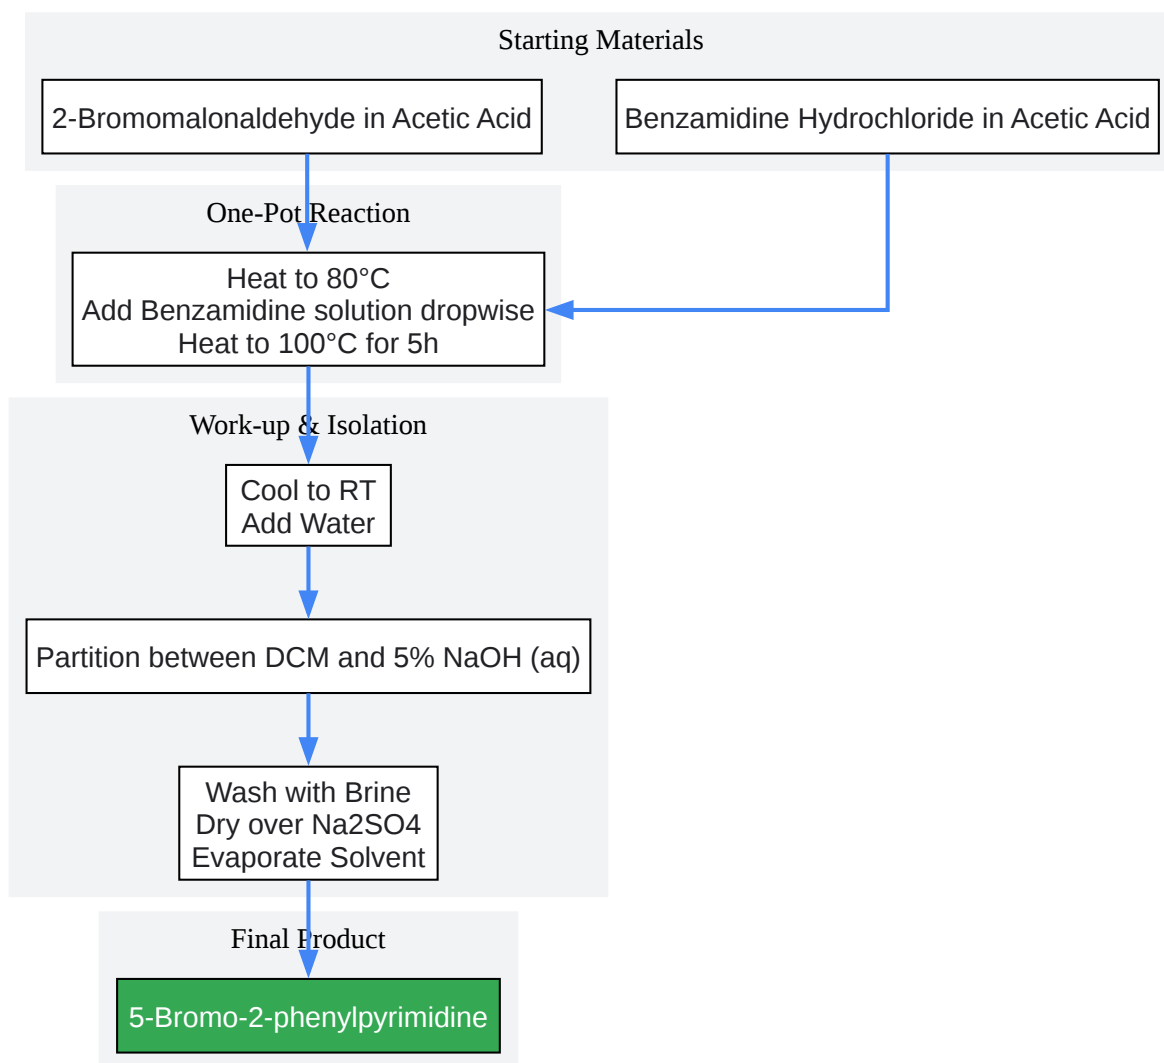 Starting Materials
2-Bromomalonaldehyde in Acetic Acid
Benzamidine Hydrochloride in Acetic Acid
One-Pot Reaction
Heat to 80°C
Add Benzamidine solution dropwise
Heat to 100°C for 5h
Work-up & Isolation
Cool to RT
Add Water
Partition between DCM and 5% NaOH (aq)
Wash with Brine
Dry over Na2SO4
Evaporate Solvent
Final Product
5-Bromo-2-phenylpyrimidine